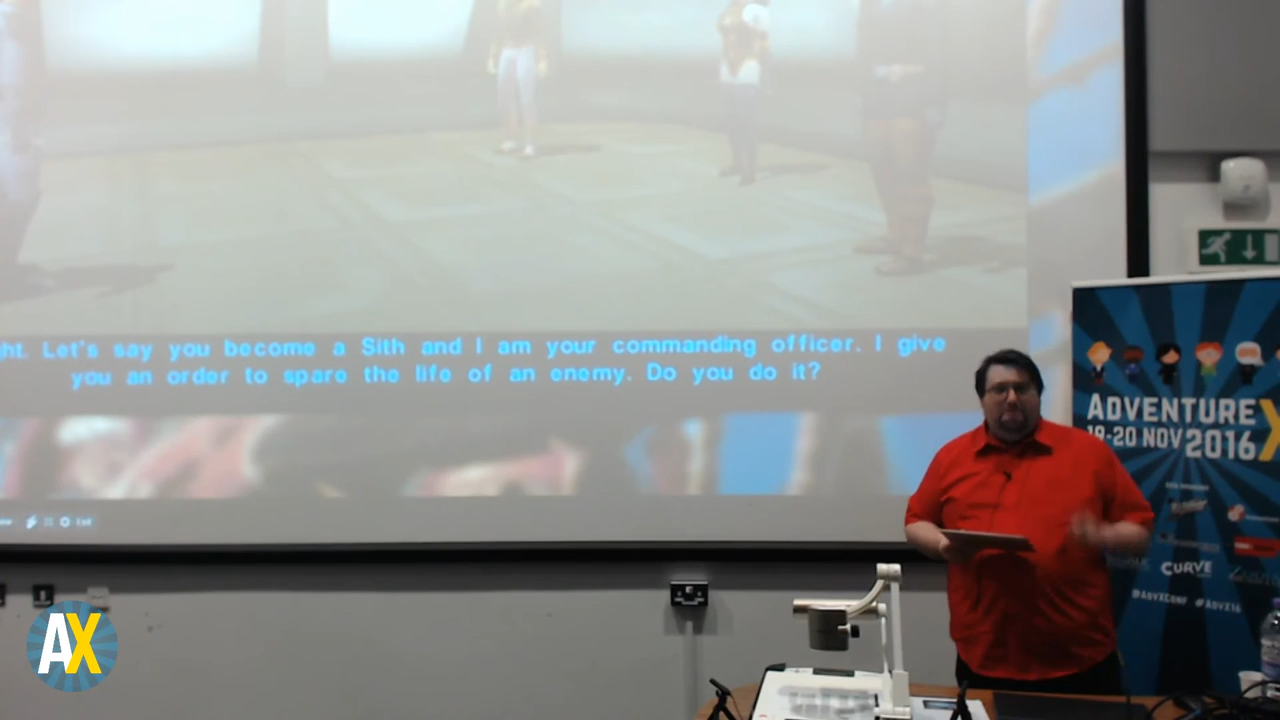 ht. Let's say you become a Sith and I am your commanding officer. I give
you an order to spare the life of an enemy. Do you do it?
ADVENTURE X
18-20 NOV 2016
CURVE
@ADVXCONF #ADVX16
AX